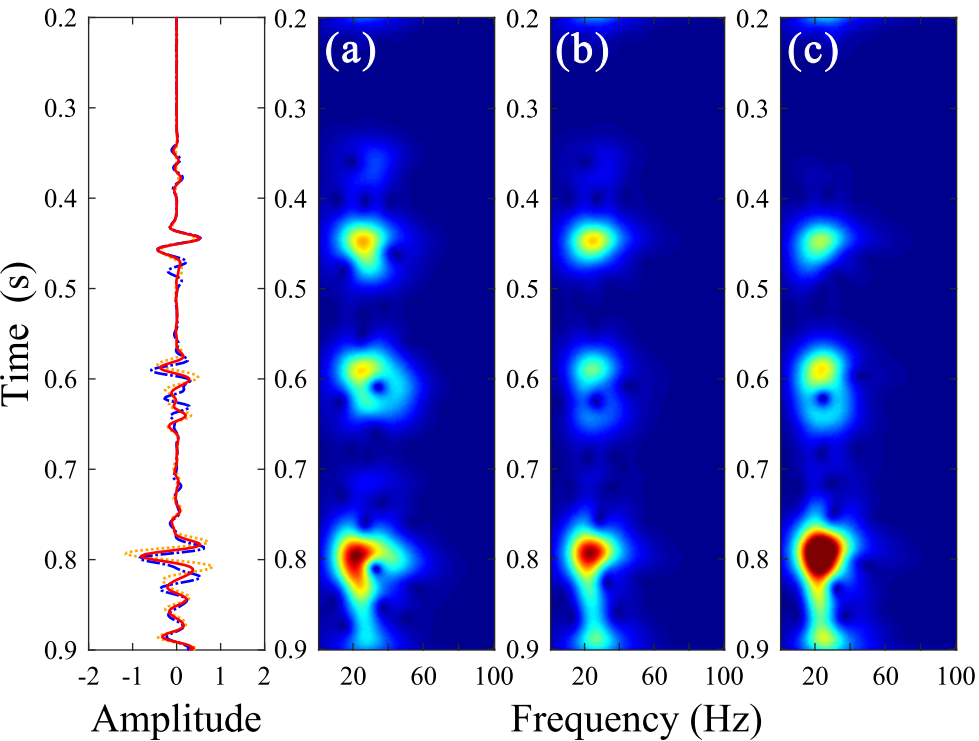 0.2 0.2 0.2 0.2
(a) (b) (c)
0.3 0.3 0.3 0.3
0.4 0.4 0.4 0.4
0.5 0.5 0.5 0.5
Time (s)
0.6 0.6 0.6 0.6
0.7 0.7 0.7 0.7
0.8 0.8 0.8 0.8
0.9 0.9 0.9 0.9
-2 -1 0 1 2 20 60 100 20 60 100 20 60 100
Amplitude Frequency (Hz)